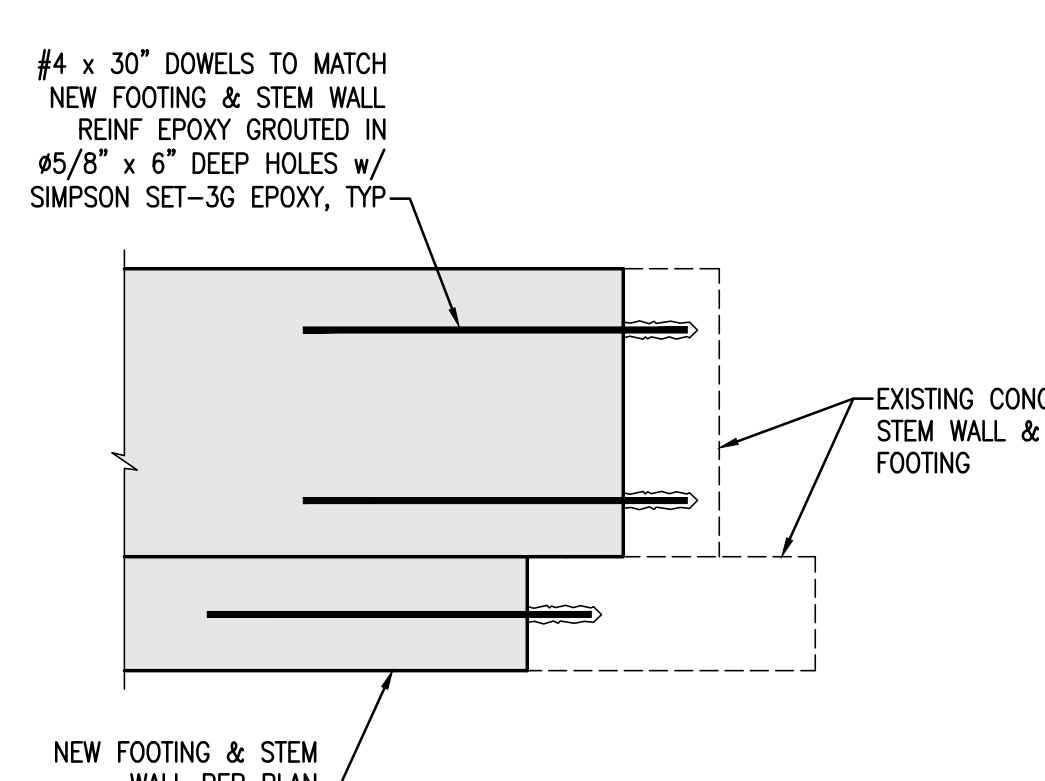 #4 x 30" DOWELS TO MATCH
NEW FOOTING & STEM WALL
REINF EPOXY GROUTED IN
ø5/8" x 6" DEEP HOLES w/
SIMPSON SET-3G EPOXY, TYP
EXISTING CONC
STEM WALL &
FOOTING
NEW FOOTING & STEM
WALL PER PLAN